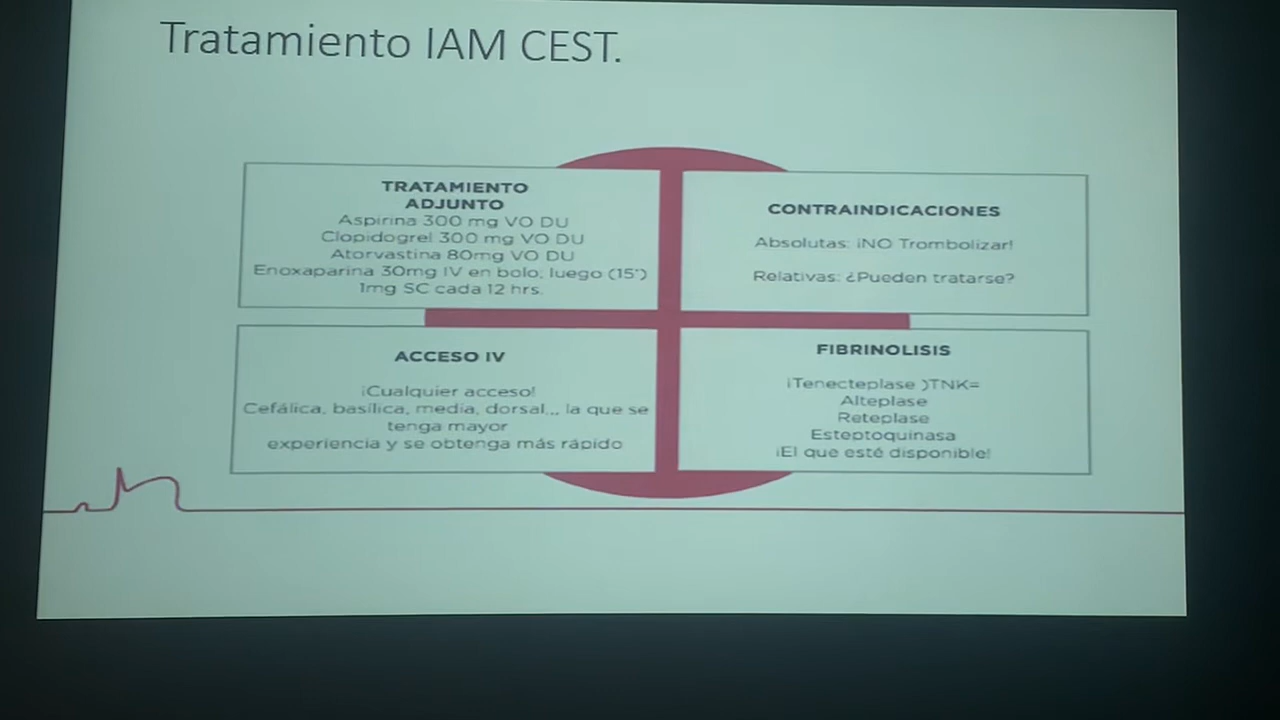 Tratamiento IAM CEST.
TRATAMIENTO
ADJUNTO
Aspirina 300 mg VO DU
Clopidogrel 300 mg VO DU
Atorvastina 80mg VO DU
Enoxaparina 30mg IV en bolo, luego (15')
1mg SC cada 12 hrs.
CONTRAINDICACIONES
Absolutas: ¡NO Trombolizar!
Relativas: ¿Pueden tratarse?
ACCESO IV
¡Cualquier acceso!
Cefálica, basílica, media, dorsal,.. la que se
tenga mayor
experiencia y se obtenga más rápido
FIBRINOLISIS
¡Tenecteplase )TNK=
Alteplase
Reteplase
Esteptoquinasa
¡El que esté disponible!